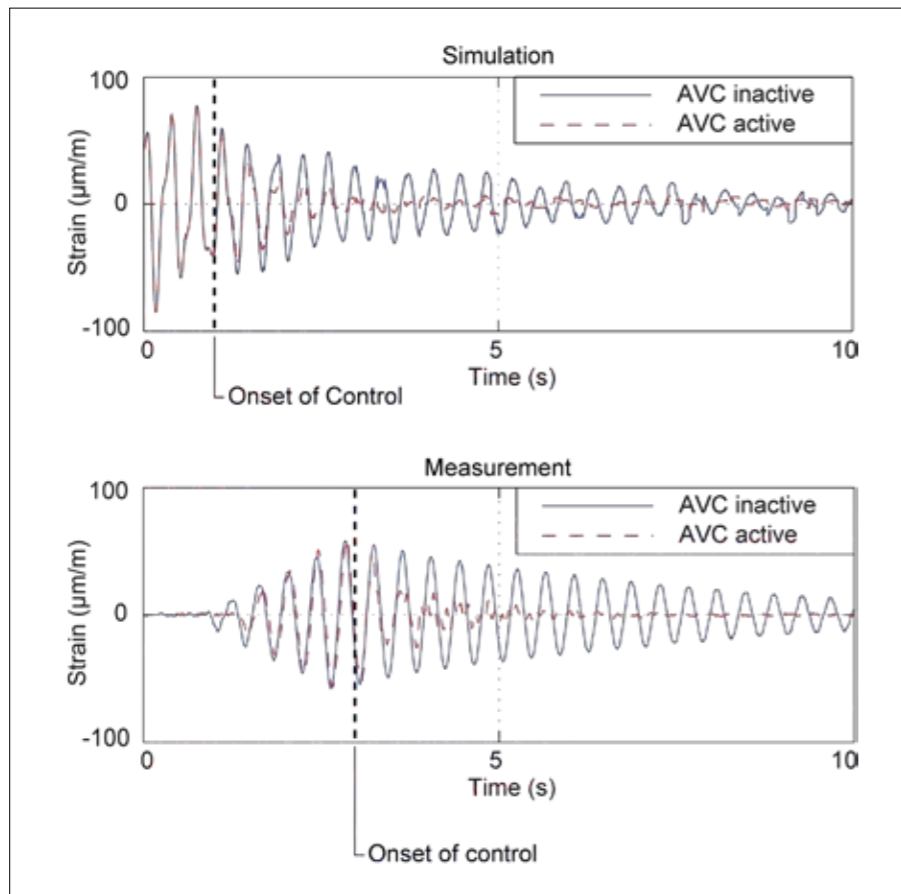 Simulation
100
AVC inactive
AVC active
0
Strain (µm/m)
-100
0
5
10
Time (s)
Onset of Control
Measurement
100
AVC inactive
AVC active
0
Strain (µm/m)
-100
0
5
10
Time (s)
Onset of control